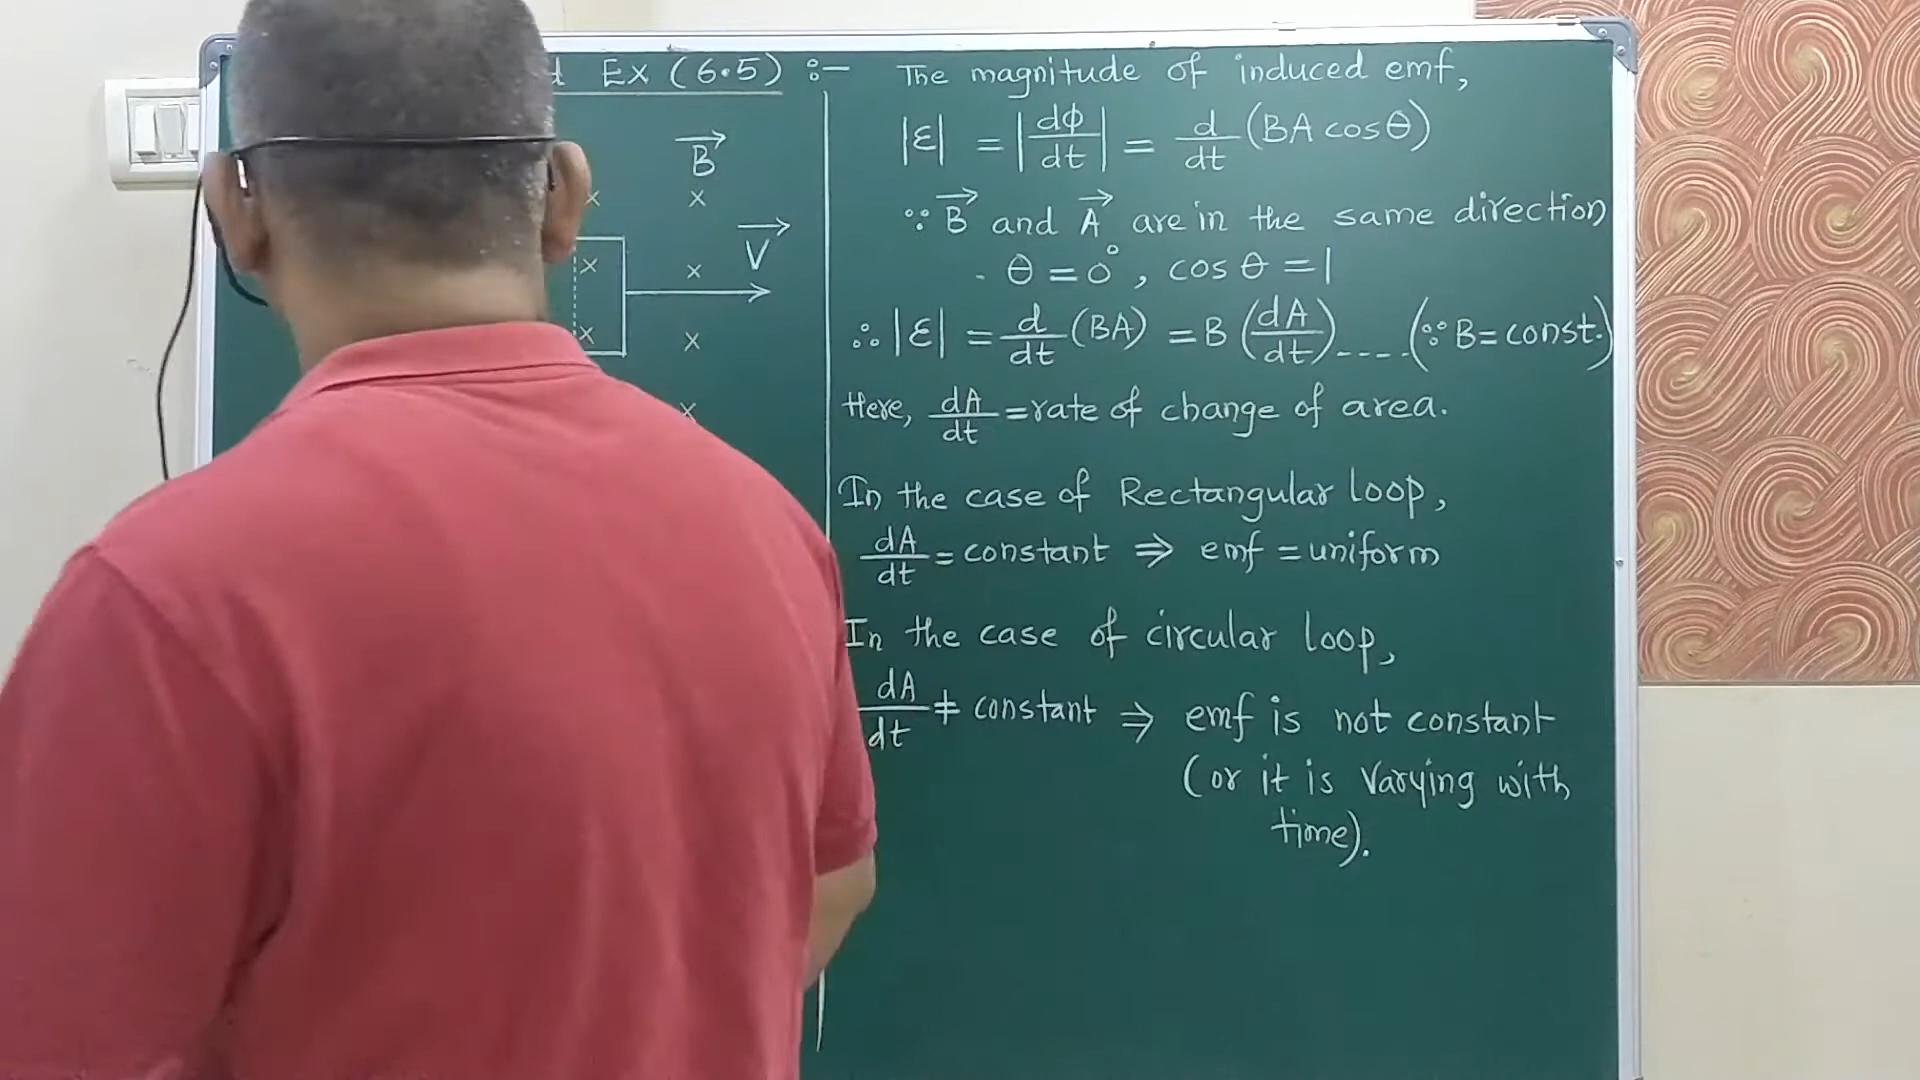 Ex (6.5) :-
B
x x
V
x x
x x
x
The magnitude of induced emf,
|ε| = |dϕ/dt| = d/dt (BA cosθ)
∵ B and A are in the same direction
θ = 0°, cos θ = 1
∴ |ε| = d/dt (BA) = B (dA/dt) ---- (∵ B = const.)
Here, dA/dt = rate of change of area.
In the case of Rectangular loop,
dA/dt = constant ⇒ emf = uniform
In the case of circular loop,
dA/dt ≠ constant ⇒ emf is not constant
(or it is varying with
time).